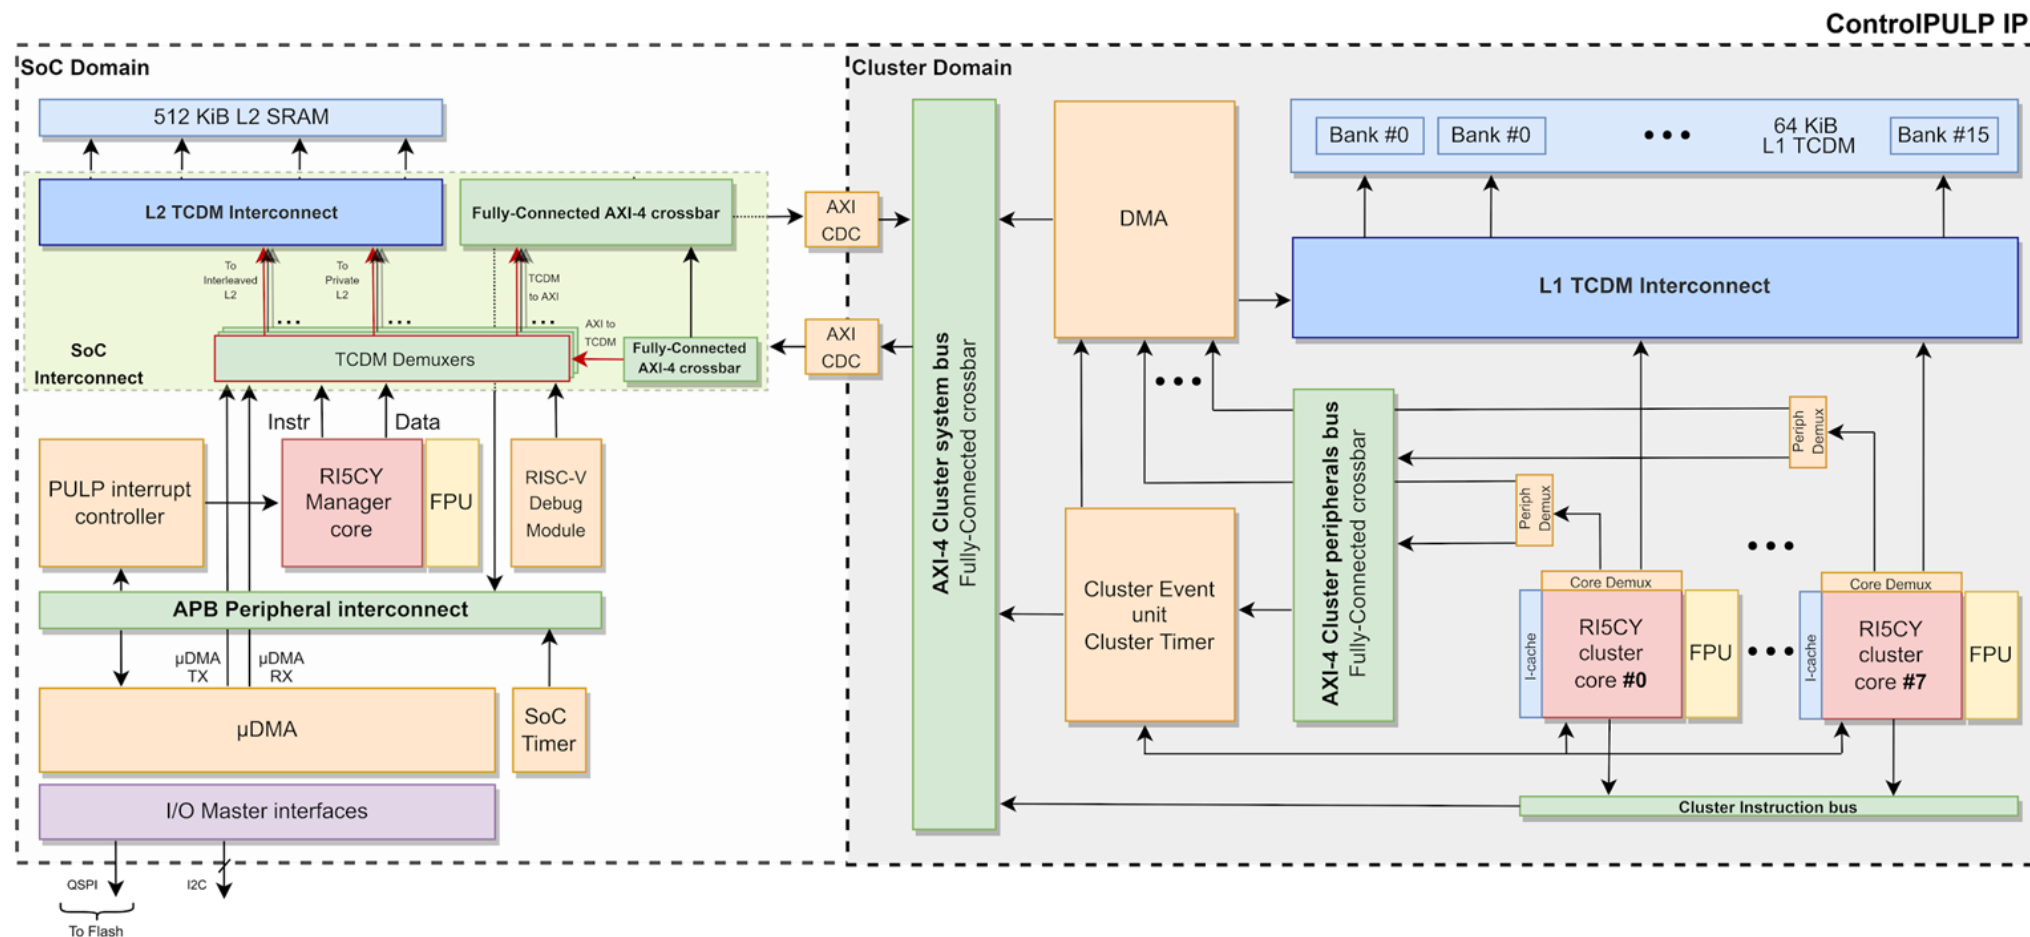 ControlPULP IP
SoC Domain
Cluster Domain
512 KiB L2 SRAM
L2 TCDM Interconnect
Fully-Connected AXI-4 crossbar
To
Interleaved
L2
To
Private
L2
TCDM
to AXI
AXI to
TCDM
TCDM Demuxers
Fully-Connected
AXI-4 crossbar
SoC
Interconnect
AXI
CDC
AXI
CDC
Instr
Data
PULP interrupt
controller
RI5CY
Manager
core
FPU
RISC-V
Debug
Module
APB Peripheral interconnect
µDMA
TX
µDMA
RX
µDMA
SoC
Timer
I/O Master interfaces
QSPI
I2C
To Flash
AXI-4 Cluster system bus
Fully-Connected crossbar
DMA
Bank #0
Bank #0
64 KiB
L1 TCDM
Bank #15
L1 TCDM Interconnect
AXI-4 Cluster peripherals bus
Fully-Connected crossbar
Periph
Demux
Periph
Demux
Cluster Event
unit
Cluster Timer
Core Demux
I-cache
RI5CY
cluster
core #0
FPU
Core Demux
I-cache
RI5CY
cluster
core #7
FPU
Cluster Instruction bus